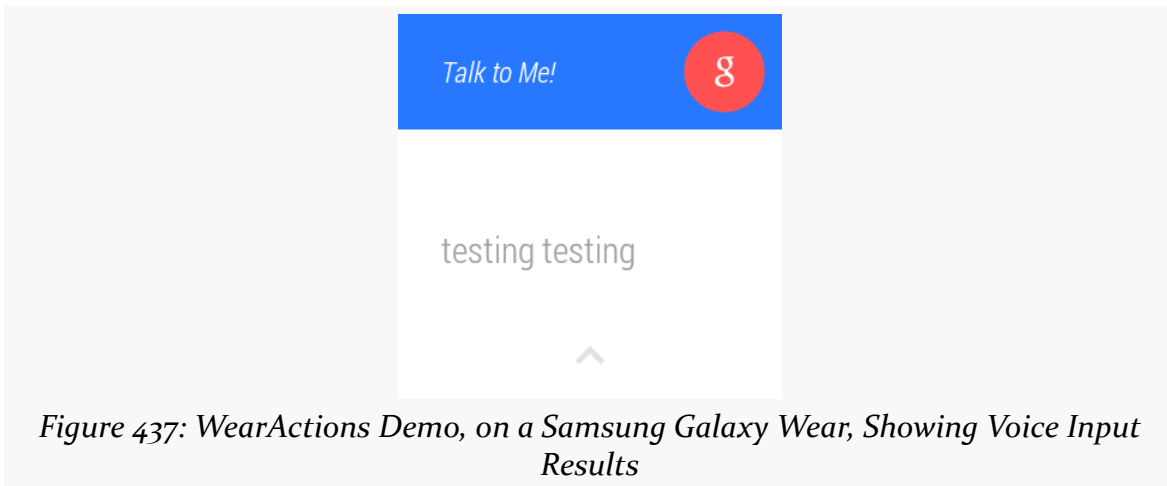 Talk to Me!
g
testing testing
Figure 437: WearActions Demo, on a Samsung Galaxy Wear, Showing Voice Input
Results